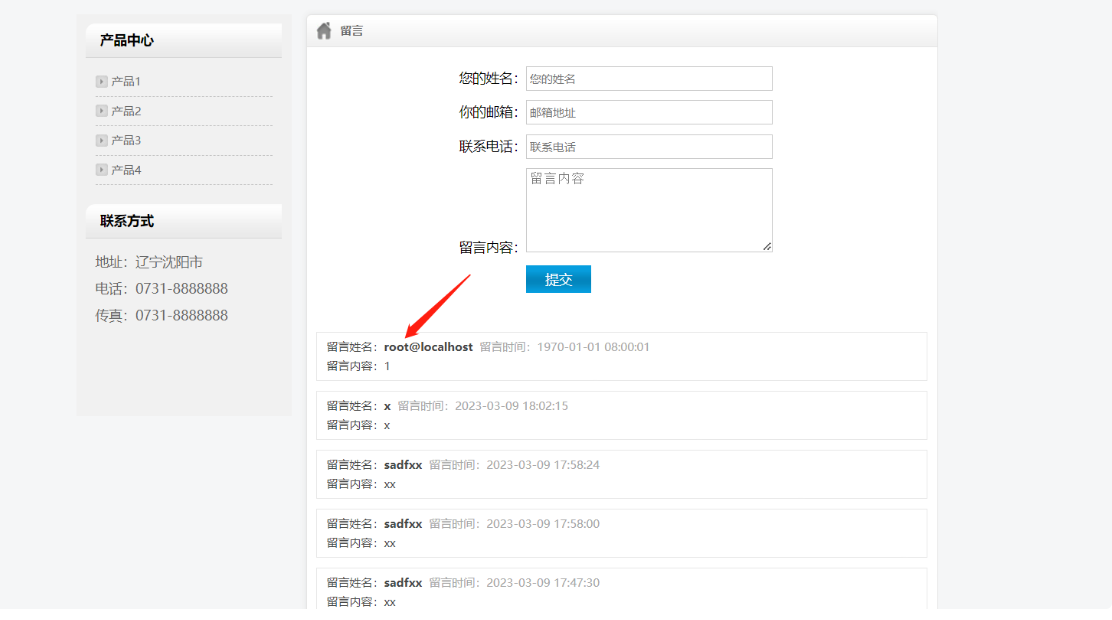 产品中心
产品1
产品2
产品3
产品4
联系方式
地址：辽宁沈阳市
电话：0731-8888888
传真：0731-8888888
留言
您的姓名： 您的姓名
你的邮箱： 邮箱地址
联系电话： 联系电话
留言内容
留言内容：
提交
留言姓名：root@localhost 留言时间：1970-01-01 08:00:01
留言内容：1
留言姓名：x 留言时间：2023-03-09 18:02:15
留言内容：x
留言姓名：sadfxx 留言时间：2023-03-09 17:58:24
留言内容：xx
留言姓名：sadfxx 留言时间：2023-03-09 17:58:00
留言内容：xx
留言姓名：sadfxx 留言时间：2023-03-09 17:47:30
留言内容：xx